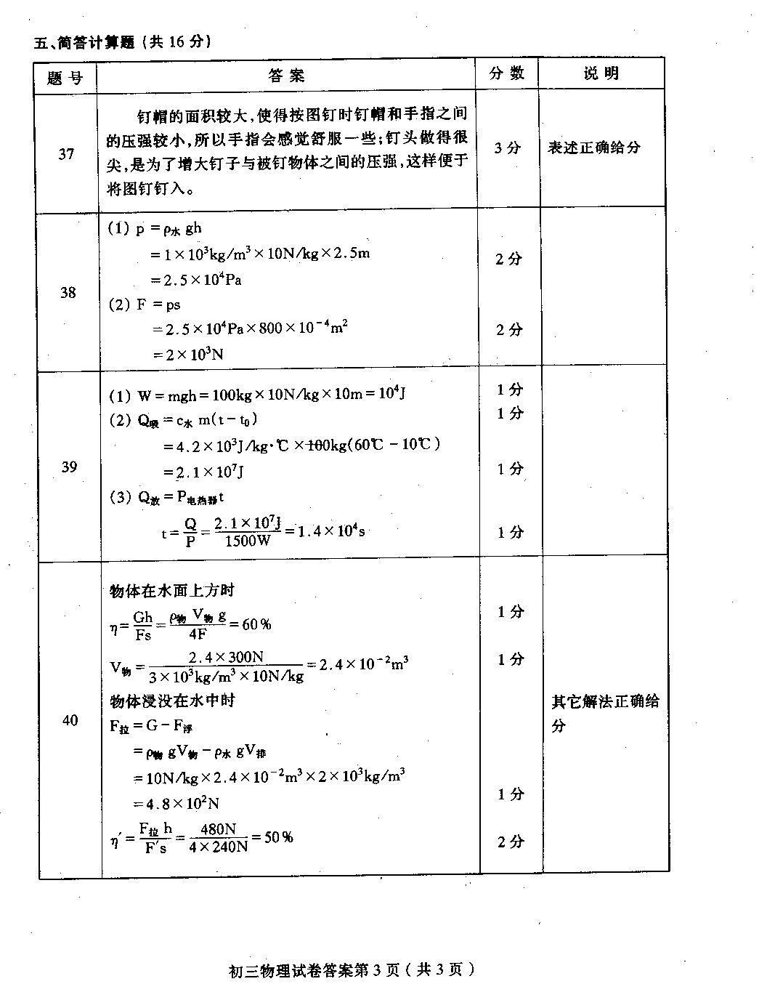 五、简答计算题(共 16 分)
题 号 答 案 分 数 说 明
钉帽的面积较大,使得按图钉时钉帽和手指之间
的压强较小,所以手指会感觉舒服一些;钉头做得很
尖,是为了增大钉子与被钉物体之间的压强,这样便于
将图钉钉入。
37
3 分
表述正确给分
(1) p = ρ水 gh
= 1×10³kg/m³×10N/kg×2.5m
= 2.5×10⁴Pa
(2) F = ps
= 2.5×10⁴Pa×800×10⁻⁴m²
= 2×10³N
38
2 分
2 分
(1) W = mgh = 100kg×10N/kg×10m = 10⁴J
(2) Q吸 = c水 m(t - t₀)
= 4.2×10³J/kg·℃ ×100kg(60℃ - 10℃)
= 2.1×10⁷J
(3) Q放 = P电热器t
t = Q/P = 2.1×10⁷J/1500W = 1.4×10⁴s
39
1 分
1 分
1 分
1 分
物体在水面上方时
η = Gh/Fs = ρ物 V物 g/4F = 60%
V物 = 2.4×300N/3×10³kg/m³×10N/kg = 2.4×10⁻²m³
物体浸没在水中时
F拉 = G - F浮
= ρ物 gV物 - ρ水 gV排
= 10N/kg×2.4×10⁻²m³×2×10³kg/m³
= 4.8×10²N
η′ = F拉 h/F′s = 480N/4×240N = 50%
40
1 分
1 分
1 分
2 分
其它解法正确给
分
初三物理试卷答案第 3 页 ( 共 3 页 )